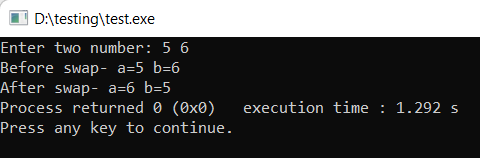 D:\testing\test.exe
Enter two number: 5 6
Before swap- a=5 b=6
After swap- a=6 b=5
Process returned 0 (0x0)   execution time : 1.292 s
Press any key to continue.